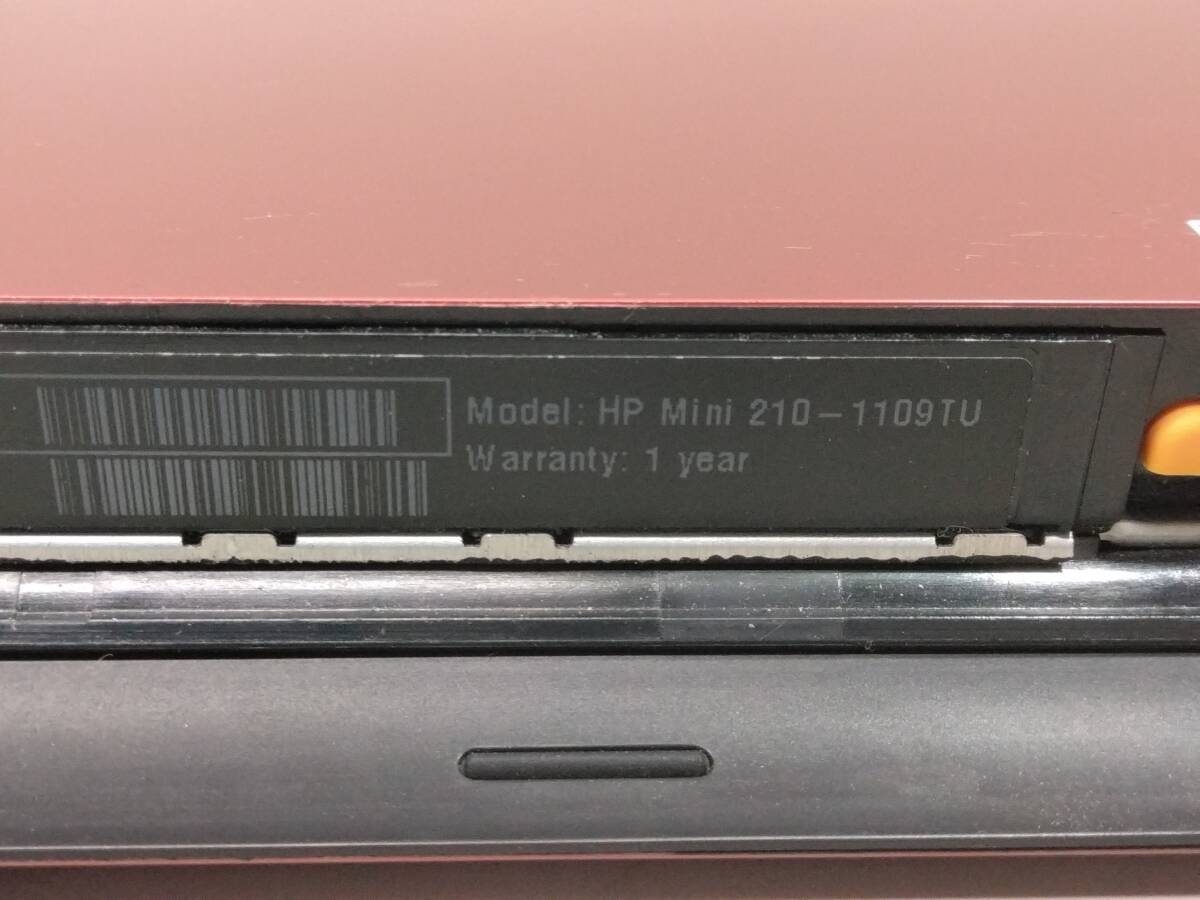 Model: HP Mini 210-1109TU
Warranty: 1 year